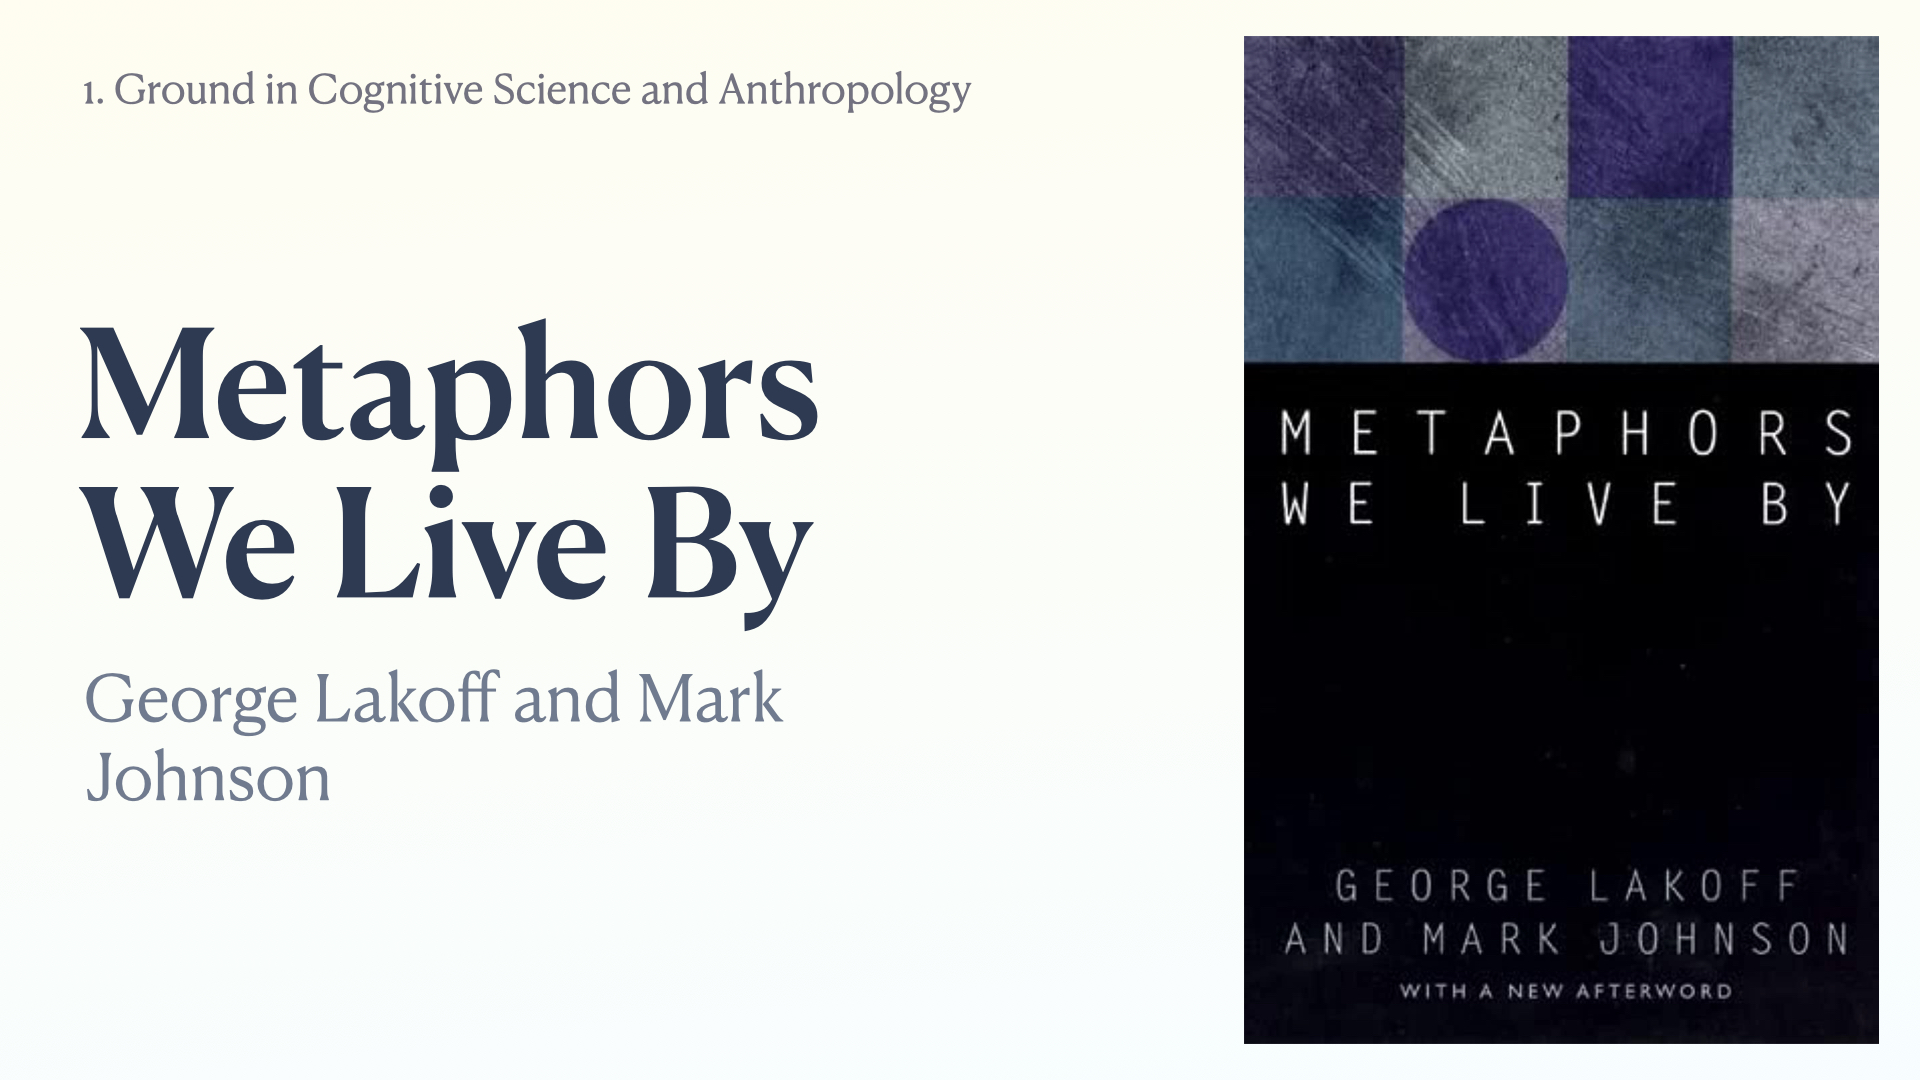 1. Ground in Cognitive Science and Anthropology
Metaphors
We Live By
George Lakoff and Mark
Johnson
METAPHORS
WE LIVE BY
GEORGE LAKOFF
AND MARK JOHNSON
WITH A NEW AFTERWORD